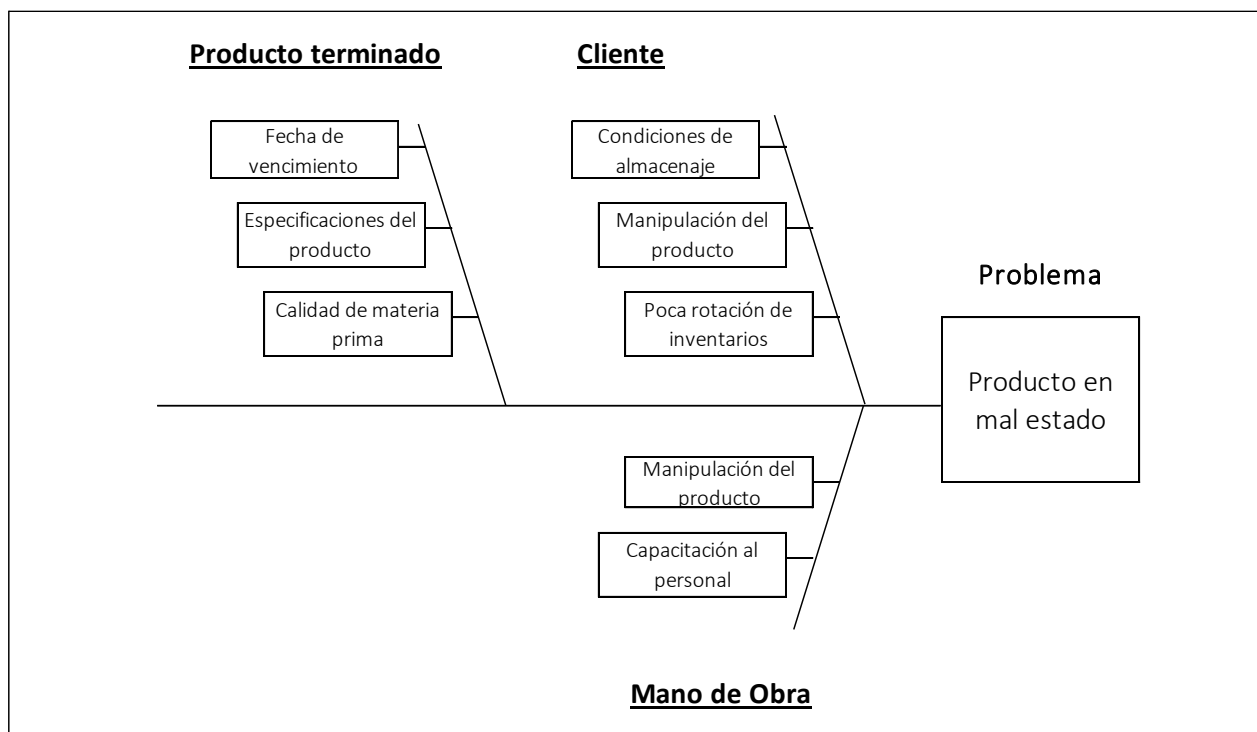 Producto terminado
Cliente
Fecha de
vencimiento
Especificaciones del
producto
Calidad de materia
prima
Condiciones de
almacenaje
Manipulación del
producto
Poca rotación de
inventarios
Problema
Producto en
mal estado
Manipulación del
producto
Capacitación al
personal
Mano de Obra